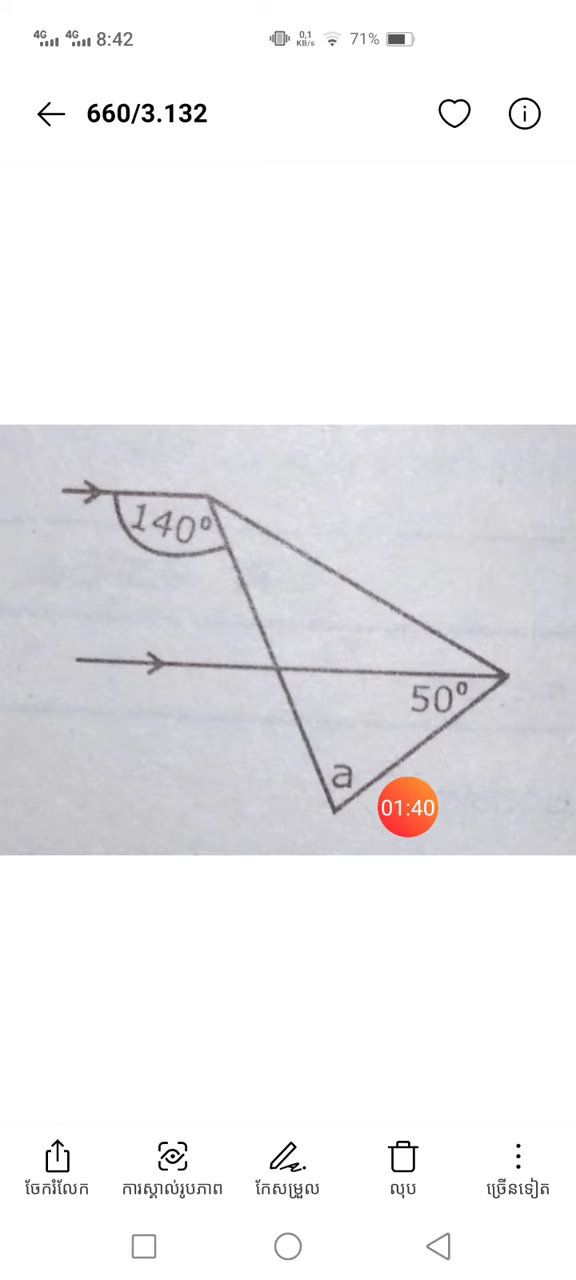 4G 4G 8:42 0,1 KB/s 71%
660/3.132
140º
50º
a
01:40
ចែករំលែក ការស្គាល់រូបភាព កែសម្រួល លុប ច្រើនទៀត